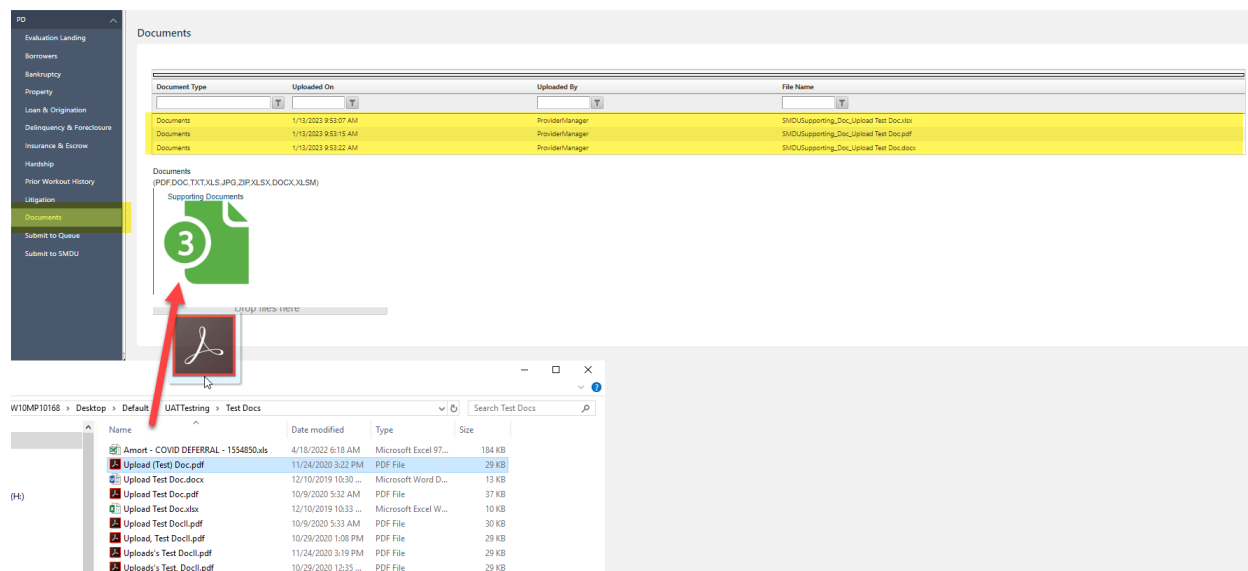 PD
Evaluation Landing
Borrowers
Bankruptcy
Property
Loan & Origination
Delinquency & Foreclosure
Insurance & Escrow
Hardship
Prior Workout History
Litigation
Documents
Submit to Queue
Submit to SMDU
Documents
Document Type Uploaded On Uploaded By File Name
Documents 1/13/2023 9:53:07 AM ProviderManager SMDUSupporting_Doc_Upload Test Doc.xlsx
Documents 1/13/2023 9:53:15 AM ProviderManager SMDUSupporting_Doc_Upload Test Doc.pdf
Documents 1/13/2023 9:53:22 AM ProviderManager SMDUSupporting_Doc_Upload Test Doc.docx
Documents
(PDF,DOC,TXT,XLS,JPG,ZIP,XLSX,DOCX,XLSM)
Supporting Documents
3
Drop files here
W10MP10168 > Desktop > Default > UATTestring > Test Docs Search Test Docs
Name Date modified Type Size
Amort - COVID DEFERRAL - 1554850.xls 4/18/2022 6:18 AM Microsoft Excel 97... 184 KB
Upload (Test) Doc.pdf 11/24/2020 3:22 PM PDF File 29 KB
Upload Test Doc.docx 12/10/2019 10:30 ... Microsoft Word D... 13 KB
(H:) Upload Test Doc.pdf 10/9/2020 5:32 AM PDF File 37 KB
Upload Test Doc.xlsx 12/10/2019 10:33 ... Microsoft Excel W... 10 KB
Upload Test DocII.pdf 10/9/2020 5:33 AM PDF File 30 KB
Upload, Test DocII.pdf 10/29/2020 1:08 PM PDF File 29 KB
Uploads's Test DocII.pdf 11/24/2020 3:19 PM PDF File 29 KB
Uploads's Test, DocII.pdf 10/29/2020 12:35 ... PDF File 29 KB